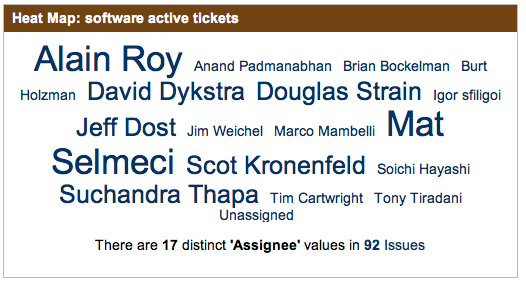 Heat Map: software active tickets
Alain Roy Anand Padmanabhan Brian Bockelman Burt
Holzman David Dykstra Douglas Strain Igor sfiligoi
Jeff Dost Jim Weichel Marco Mambelli Mat
Selmeci Scot Kronenfeld Soichi Hayashi
Suchandra Thapa Tim Cartwright Tony Tiradani
Unassigned
There are 17 distinct 'Assignee' values in 92 Issues